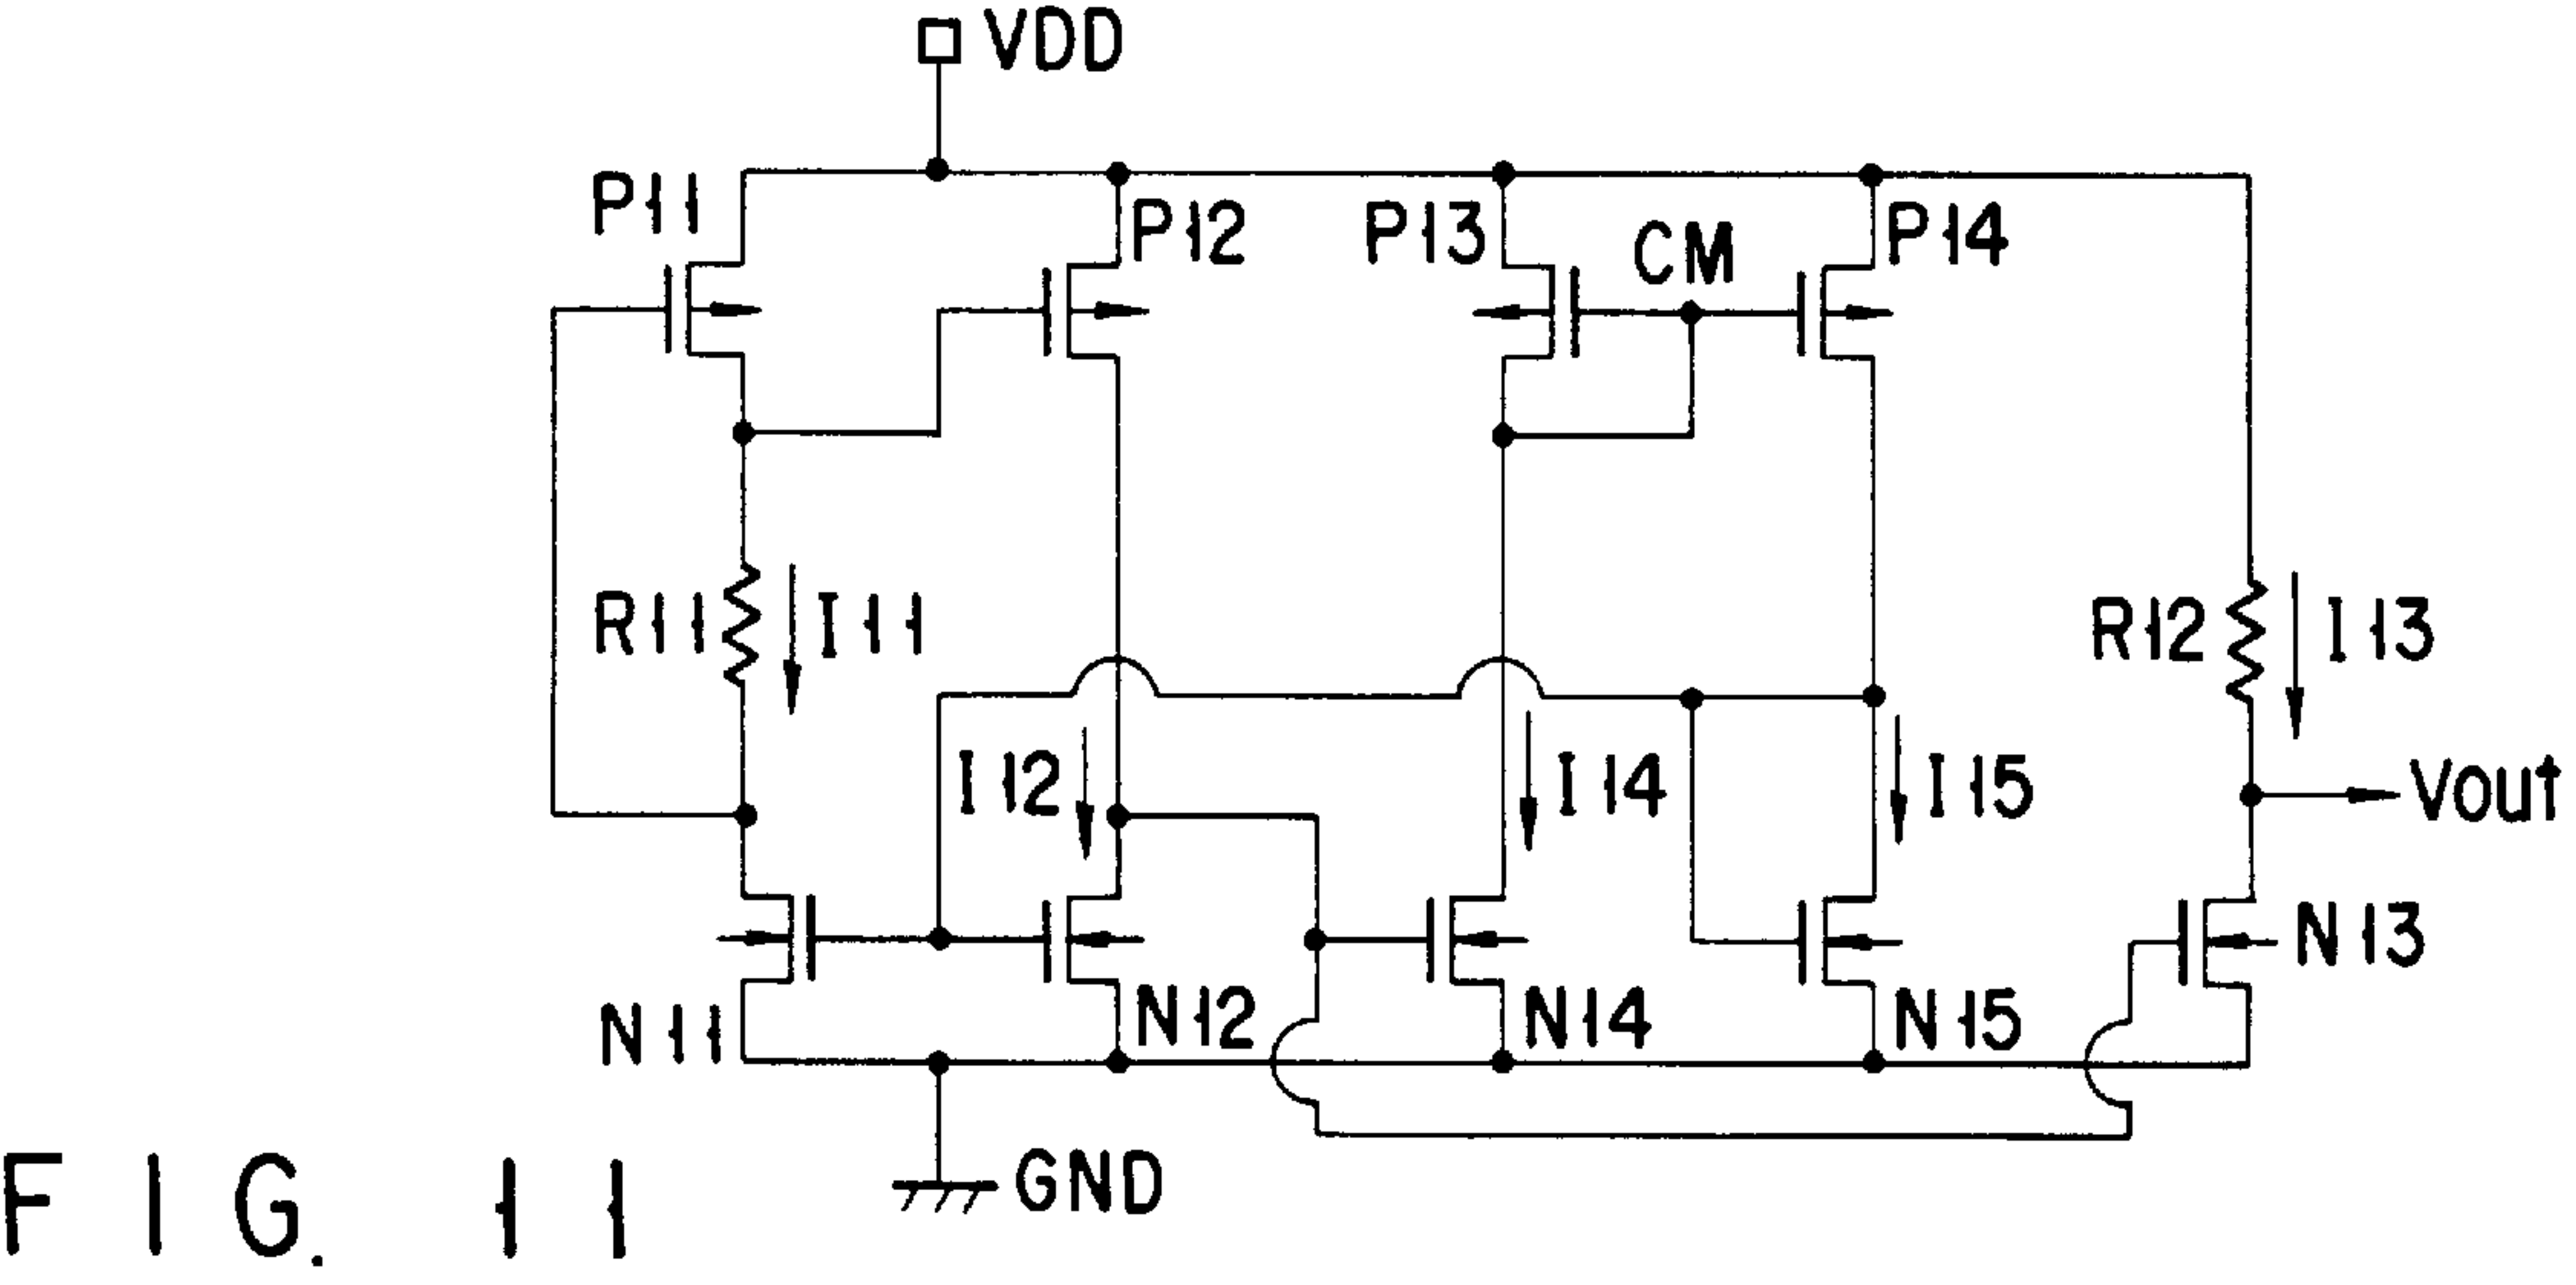 VDD
P11
P12
P13
CM
P14
R11
I11
R12
I13
I12
I14
I15
Vout
N11
N12
N14
N15
N13
GND
FIG. 11